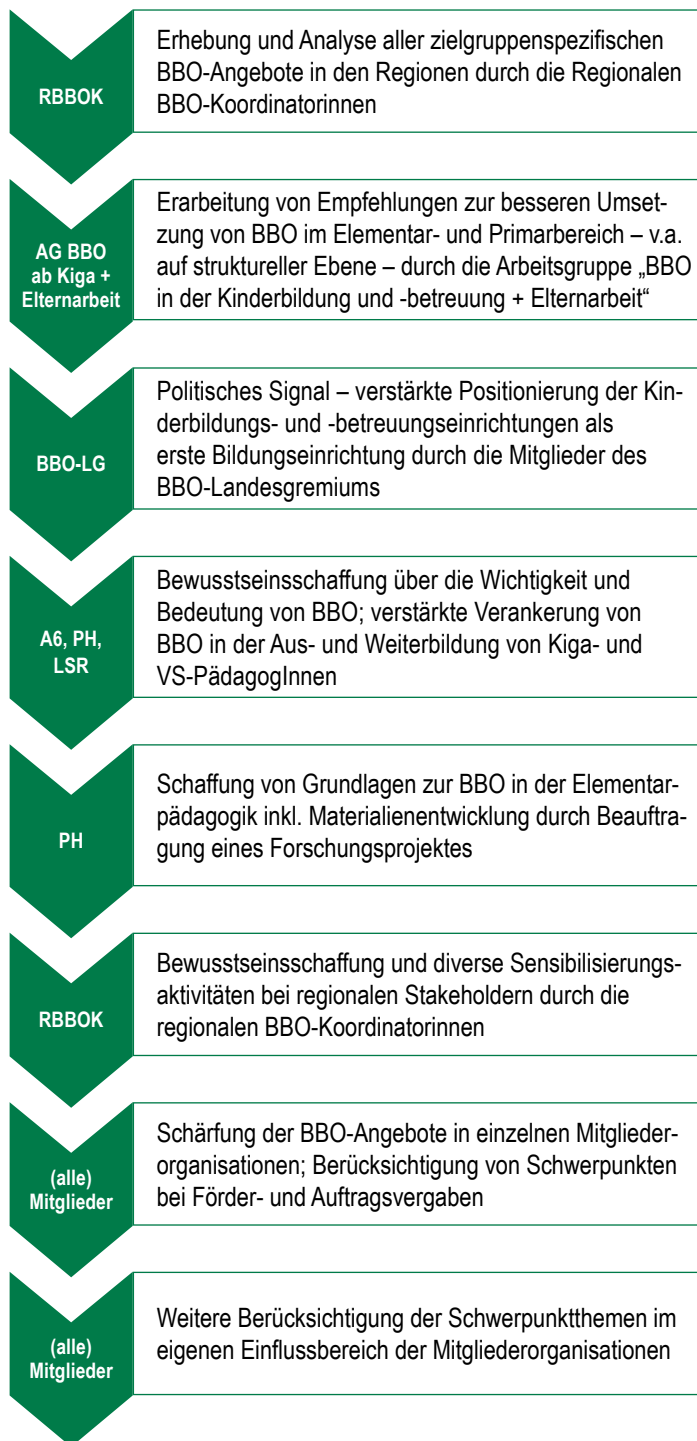 RBBOK
Erhebung und Analyse aller zielgruppenspezifischen
BBO-Angebote in den Regionen durch die Regionalen
BBO-Koordinatorinnen
AG BBO
ab Kiga +
Elternarbeit
Erarbeitung von Empfehlungen zur besseren Umset-
zung von BBO im Elementar- und Primarbereich – v.a.
auf struktureller Ebene – durch die Arbeitsgruppe „BBO
in der Kinderbildung und -betreuung + Elternarbeit“
BBO-LG
Politisches Signal – verstärkte Positionierung der Kin-
derbildungs- und -betreuungseinrichtungen als
erste Bildungseinrichtung durch die Mitglieder des
BBO-Landesgremiums
A6, PH,
LSR
Bewusstseinsschaffung über die Wichtigkeit und
Bedeutung von BBO; verstärkte Verankerung von
BBO in der Aus- und Weiterbildung von Kiga- und
VS-PädagogInnen
PH
Schaffung von Grundlagen zur BBO in der Elementar-
pädagogik inkl. Materialienentwicklung durch Beauftra-
gung eines Forschungsprojektes
RBBOK
Bewusstseinsschaffung und diverse Sensibilisierungs-
aktivitäten bei regionalen Stakeholdern durch die
regionalen BBO-Koordinatorinnen
(alle)
Mitglieder
Schärfung der BBO-Angebote in einzelnen Mitglieder-
organisationen; Berücksichtigung von Schwerpunkten
bei Förder- und Auftragsvergaben
(alle)
Mitglieder
Weitere Berücksichtigung der Schwerpunktthemen im
eigenen Einflussbereich der Mitgliederorganisationen